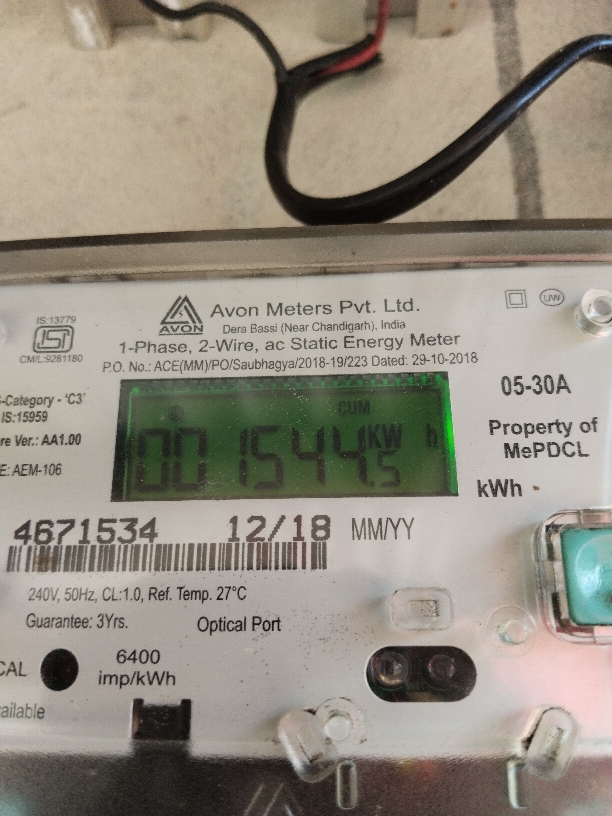 Avon Meters Pvt. Ltd.
AVON
Dera Bassi (Near Chandigarh), India
IS:13779
ISI
CM/L:9281180
1-Phase, 2-Wire, ac Static Energy Meter
P.O. No.: ACE(MM)/PO/Saubhagya/2018-19/223 Dated: 29-10-2018
UW
-Category - 'C3'
IS:15959
re Ver.: AA1.00
E: AEM-106
CUM
001544.5 KW h
05-30A
Property of
MePDCL
kWh
4671534 12/18 MM/YY
240V, 50Hz, CL:1.0, Ref. Temp. 27°C
Guarantee: 3Yrs. Optical Port
CAL
6400
imp/kWh
ailable